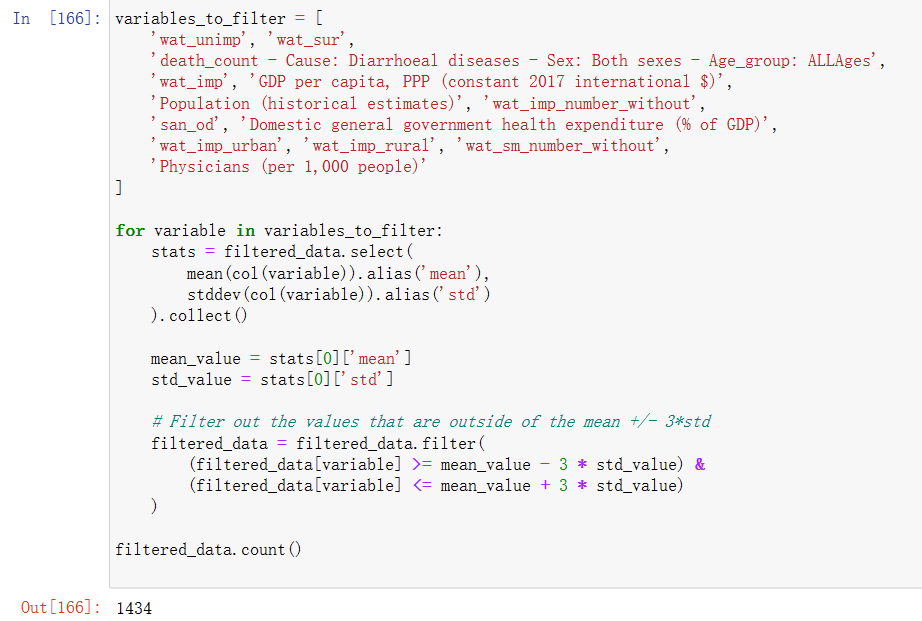 In [166]: variables_to_filter = [
    'wat_unimp', 'wat_sur',
    'death_count - Cause: Diarrhoeal diseases - Sex: Both sexes - Age_group: ALLAges',
    'wat_imp', 'GDP per capita, PPP (constant 2017 international $)',
    'Population (historical estimates)', 'wat_imp_number_without',
    'san_od', 'Domestic general government health expenditure (% of GDP)',
    'wat_imp_urban', 'wat_imp_rural', 'wat_sm_number_without',
    'Physicians (per 1,000 people)'
]
for variable in variables_to_filter:
    stats = filtered_data.select(
        mean(col(variable)).alias('mean'),
        stddev(col(variable)).alias('std')
    ).collect()
    mean_value = stats[0]['mean']
    std_value = stats[0]['std']
    # Filter out the values that are outside of the mean +/- 3*std
    filtered_data = filtered_data.filter(
        (filtered_data[variable] >= mean_value - 3 * std_value) &
        (filtered_data[variable] <= mean_value + 3 * std_value)
    )
filtered_data.count()
Out[166]: 1434